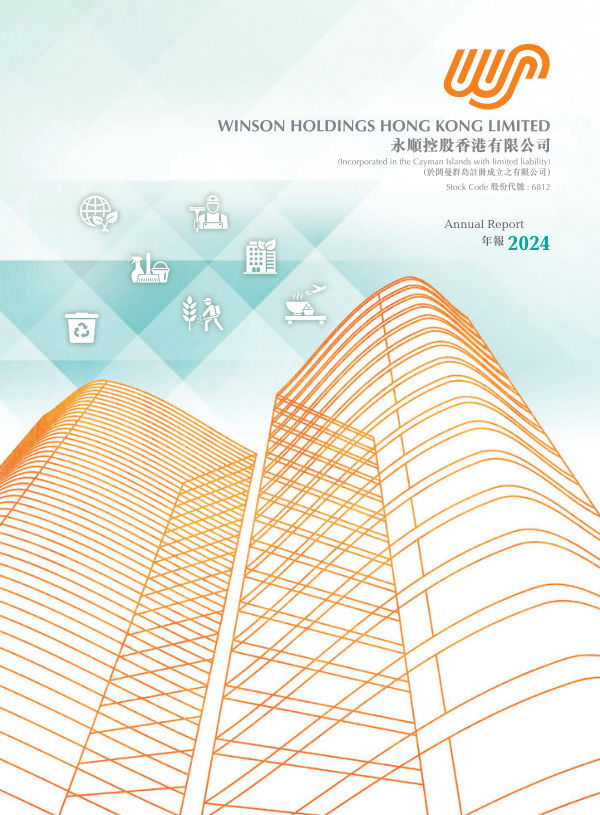 WINSON HOLDINGS HONG KONG LIMITED
永順控股香港有限公司
(Incorporated in the Cayman Islands with limited liability)
(於開曼群島註冊成立之有限公司)
Stock Code 股份代號 : 6812
Annual Report
年報 2024